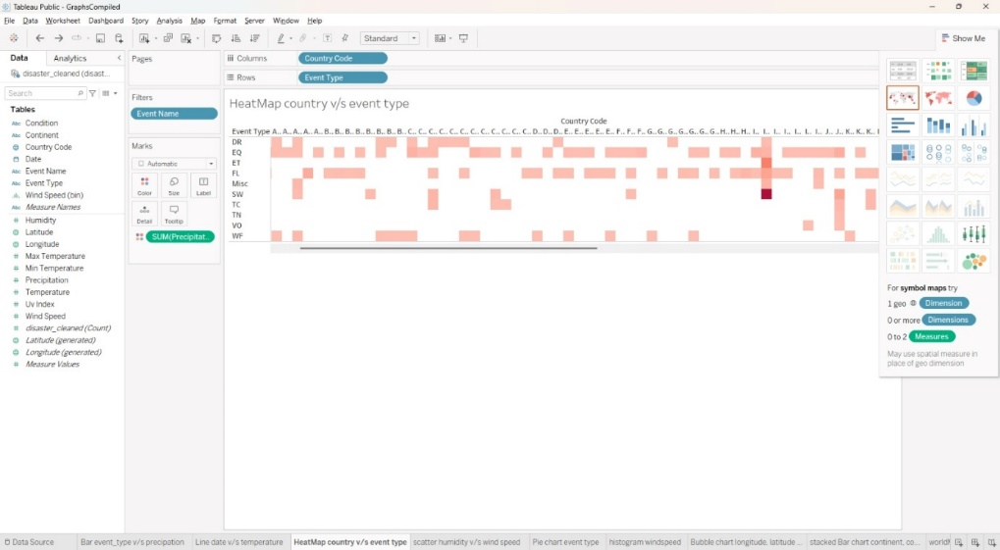 Tableau Public - GraphsCompiled
File Data Worksheet Dashboard Story Analysis Map Format Server Window Help
Standard
Show Me
Data Analytics
disaster_cleaned (disast...
Search
Tables
Abc Condition
Abc Continent
Country Code
Date
Abc Event Name
Abc Event Type
Wind Speed (bin)
Abc Measure Names
Humidity
Latitude
Longitude
Max Temperature
Min Temperature
Precipitation
Temperature
Uv Index
Wind Speed
disaster_cleaned (Count)
Latitude (generated)
Longitude (generated)
Measure Values
Pages
Filters
Event Name
Marks
Automatic
Color Size Label
Detail Tooltip
SUM(Precipitat..
Columns Country Code
Rows Event Type
HeatMap country v/s event type
Country Code
Event Type A.. A.. A.. A.. A.. B.. B.. B.. B.. B.. B.. B.. B.. C.. C.. C.. C.. C.. C.. C.. C.. C.. C.. C.. C.. D.. D.. D.. E.. E.. E.. E.. E.. F.. F.. F.. G.. G.. G.. G.. G.. G.. G.. H.. H.. H.. I.. I.. I.. I.. I.. I.. I.. J.. J.. K.. K.. K..
DR
EQ
ET
FL
Misc
SW
TC
TN
VO
WF
For symbol maps try
1 geo Dimension
0 or more Dimensions
0 to 2 Measures
May use spatial measure in
place of geo dimension
Data Source Bar event_type v/s precipation Line date v/s temperature HeatMap country v/s event type scatter humidity v/s wind speed Pie chart event type histogram windspeed Bubble chart longitude, latitude ... stacked Bar chart continent, co...